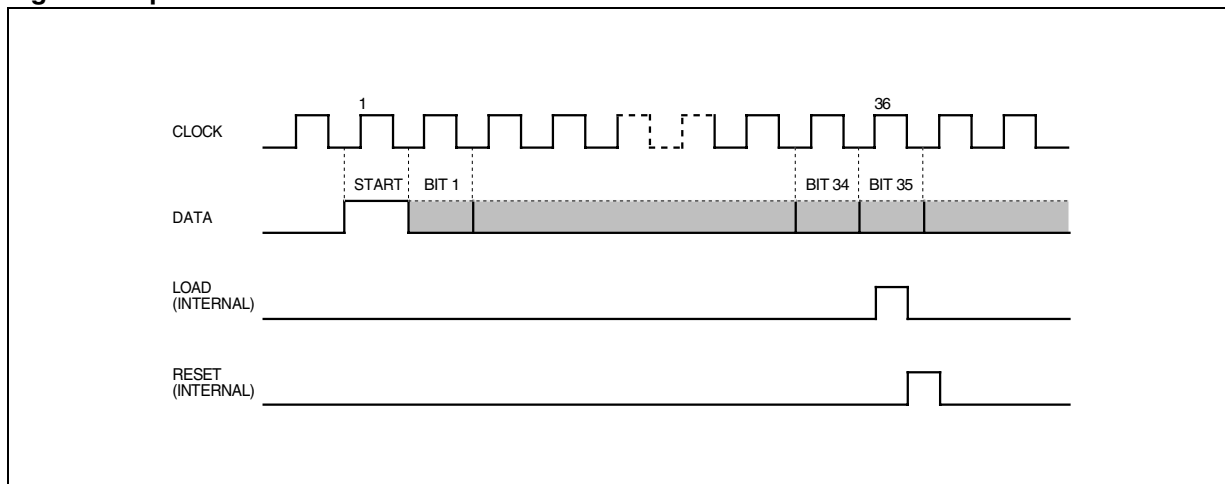 1
36
CLOCK
START
BIT 1
BIT 34
BIT 35
DATA
LOAD
(INTERNAL)
RESET
(INTERNAL)